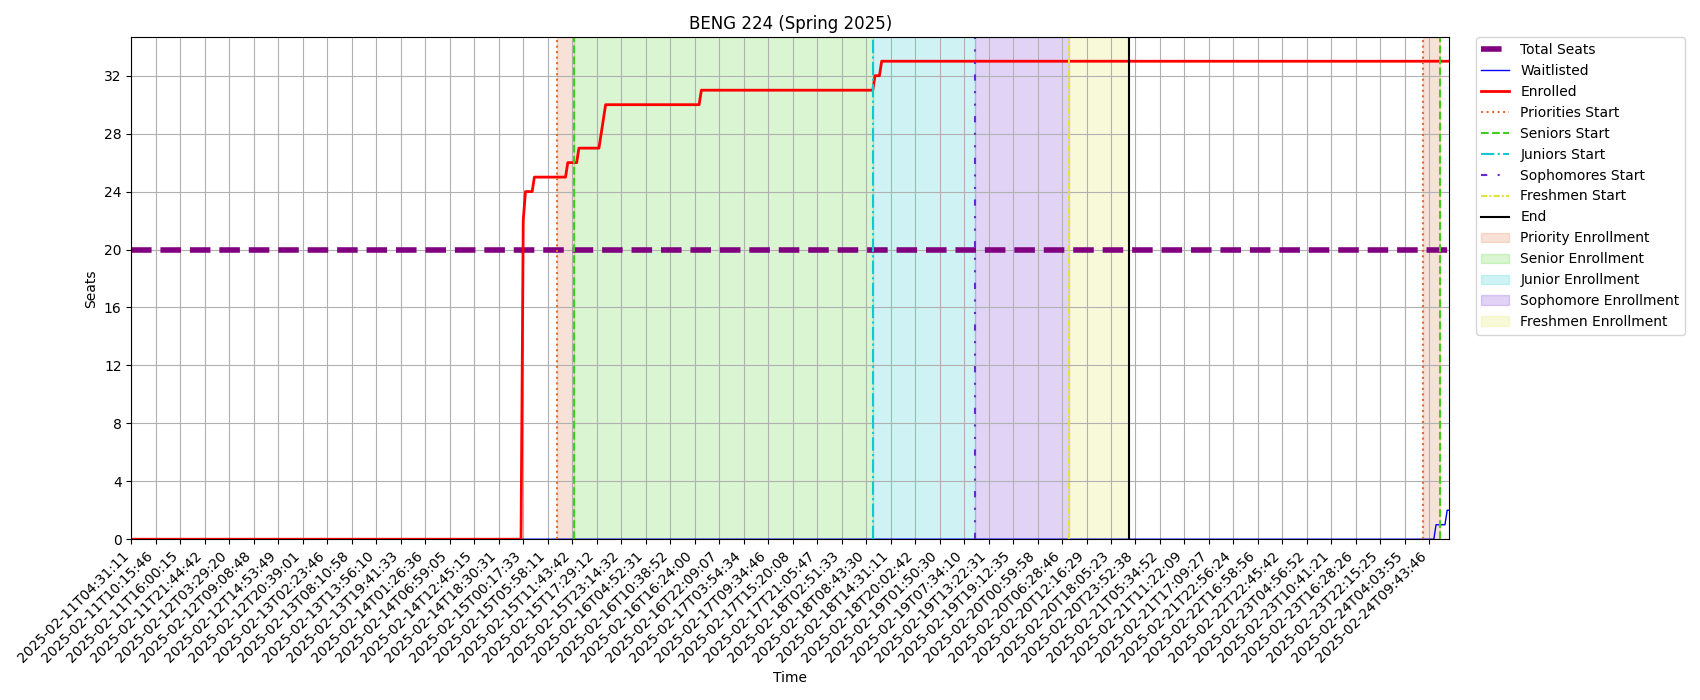 BENG 224 (Spring 2025)
Seats
32
28
24
20
16
12
8
4
0
2025-02-11T04:31:11
2025-02-11T10:15:46
2025-02-11T16:00:15
2025-02-11T21:44:42
2025-02-12T03:29:20
2025-02-12T09:08:48
2025-02-12T14:53:49
2025-02-12T20:39:01
2025-02-13T02:23:46
2025-02-13T08:10:58
2025-02-13T13:56:10
2025-02-13T19:41:33
2025-02-14T01:26:36
2025-02-14T06:59:05
2025-02-14T12:45:15
2025-02-14T18:30:31
2025-02-15T00:17:33
2025-02-15T05:58:11
2025-02-15T11:43:42
2025-02-15T17:29:12
2025-02-15T23:14:32
2025-02-16T04:52:31
2025-02-16T10:38:52
2025-02-16T16:24:00
2025-02-16T22:09:07
2025-02-17T03:54:34
2025-02-17T09:34:46
2025-02-17T15:20:08
2025-02-17T21:05:47
2025-02-18T02:51:33
2025-02-18T08:43:30
2025-02-18T14:31:11
2025-02-18T20:02:42
2025-02-19T01:50:30
2025-02-19T07:34:10
2025-02-19T13:22:31
2025-02-19T19:12:35
2025-02-20T00:59:58
2025-02-20T06:28:46
2025-02-20T12:16:29
2025-02-20T18:05:23
2025-02-20T23:52:38
2025-02-21T05:34:52
2025-02-21T11:22:09
2025-02-21T17:09:27
2025-02-21T22:56:24
2025-02-22T16:58:56
2025-02-22T22:45:42
2025-02-23T04:56:52
2025-02-23T10:41:21
2025-02-23T16:28:26
2025-02-23T22:15:25
2025-02-24T04:03:55
2025-02-24T09:43:46
Time
Total Seats
Waitlisted
Enrolled
Priorities Start
Seniors Start
Juniors Start
Sophomores Start
Freshmen Start
End
Priority Enrollment
Senior Enrollment
Junior Enrollment
Sophomore Enrollment
Freshmen Enrollment